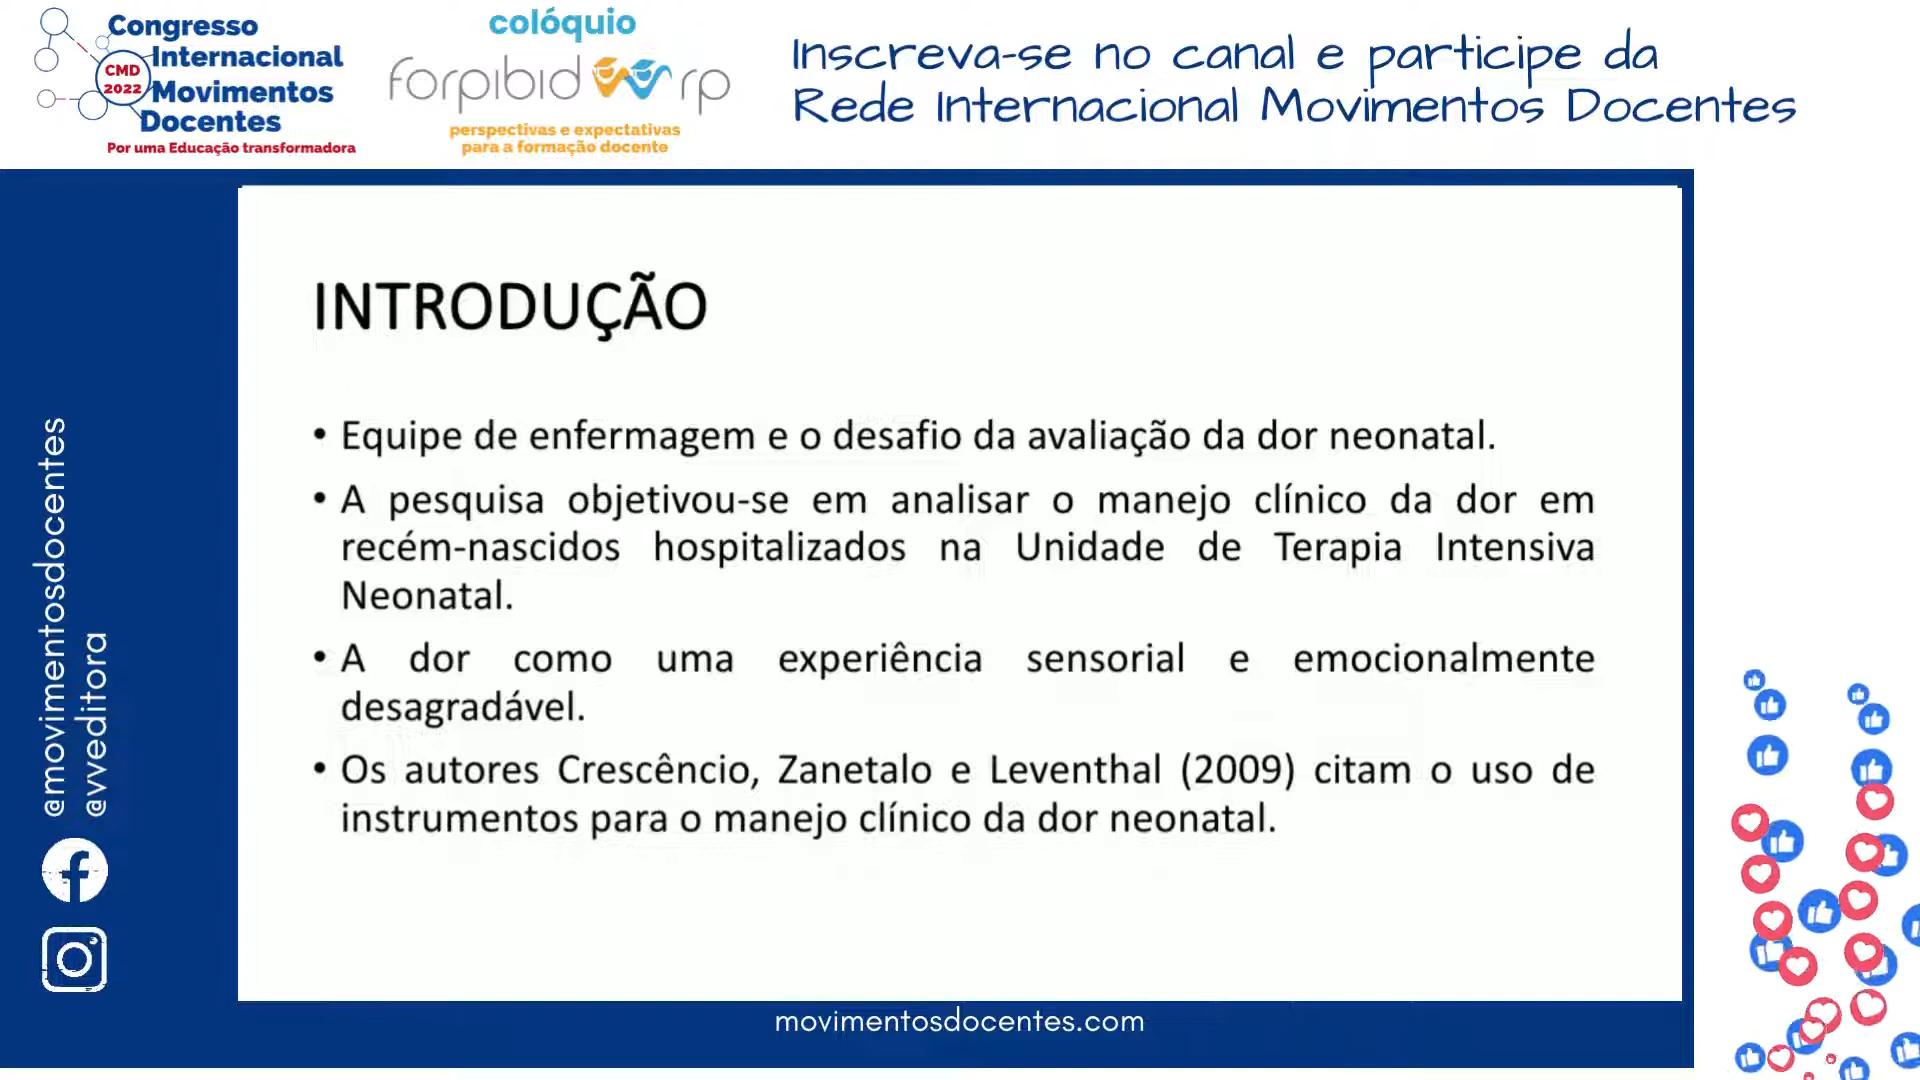 Congresso
Internacional
CMD
2022
Movimentos
Docentes
Por uma Educação transformadora
colóquio
forpibid rp
perspectivas e expectativas
para a formação docente
Inscreva-se no canal e participe da
Rede Internacional Movimentos Docentes
INTRODUÇÃO
• Equipe de enfermagem e o desafio da avaliação da dor neonatal.
• A pesquisa objetivou-se em analisar o manejo clínico da dor em
recém-nascidos hospitalizados na Unidade de Terapia Intensiva
Neonatal.
• A dor como uma experiência sensorial e emocionalmente
desagradável.
• Os autores Crescêncio, Zanetalo e Leventhal (2009) citam o uso de
instrumentos para o manejo clínico da dor neonatal.
@movimentosdocentes
@vveditora
movimentosdocentes.com